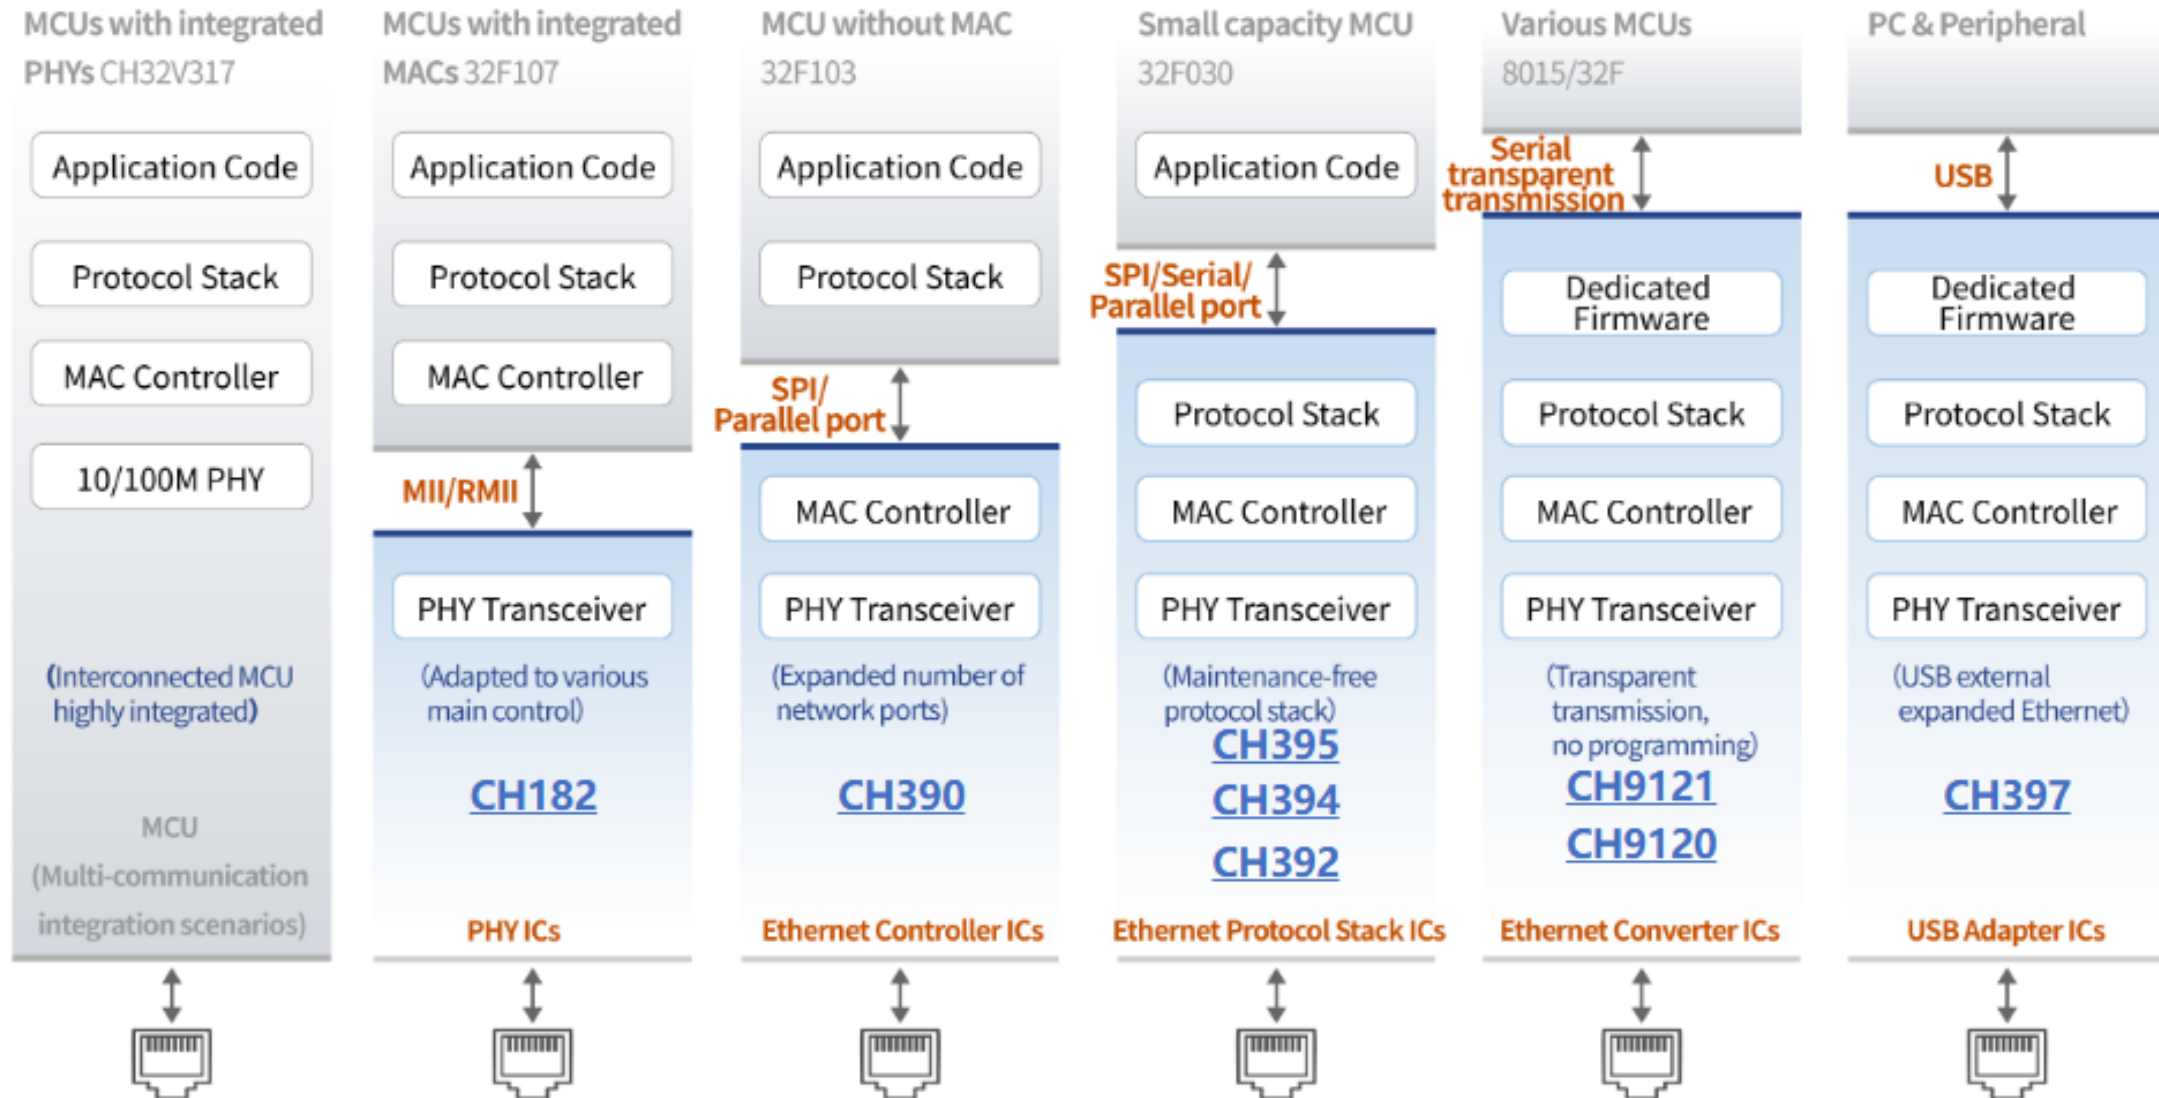 MCUs with integrated
PHYs CH32V317
Application Code
Protocol Stack
MAC Controller
10/100M PHY
(Interconnected MCU
highly integrated)
MCU
(Multi-communication
integration scenarios)
MCUs with integrated
MACs 32F107
Application Code
Protocol Stack
MAC Controller
MII/RMII
PHY Transceiver
(Adapted to various
main control)
CH182
PHY ICs
MCU without MAC
32F103
Application Code
Protocol Stack
SPI/
Parallel port
MAC Controller
PHY Transceiver
(Expanded number of
network ports)
CH390
Ethernet Controller ICs
Small capacity MCU
32F030
Application Code
SPI/Serial/
Parallel port
Protocol Stack
MAC Controller
PHY Transceiver
(Maintenance-free
protocol stack)
CH395
CH394
CH392
Ethernet Protocol Stack ICs
Various MCUs
8015/32F
Serial
transparent
transmission
Dedicated
Firmware
Protocol Stack
MAC Controller
PHY Transceiver
(Transparent
transmission,
no programming)
CH9121
CH9120
Ethernet Converter ICs
PC & Peripheral
USB
Dedicated
Firmware
Protocol Stack
MAC Controller
PHY Transceiver
(USB external
expanded Ethernet)
CH397
USB Adapter ICs